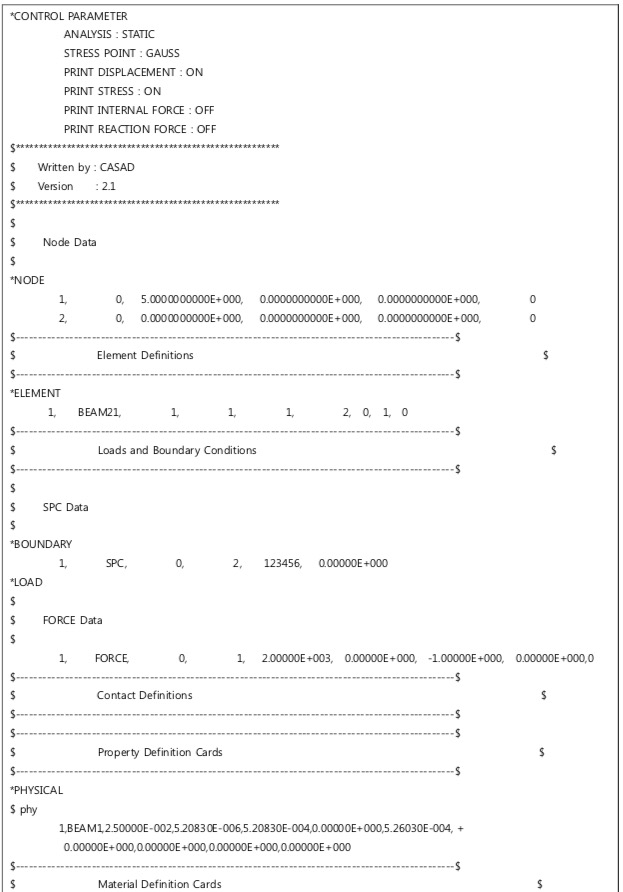 *CONTROL PARAMETER
ANALYSIS : STATIC
STRESS POINT : GAUSS
PRINT DISPLACEMENT : ON
PRINT STRESS : ON
PRINT INTERNAL FORCE : OFF
PRINT REACTION FORCE : OFF
$********************************************************
$ Written by : CASAD
$ Version : 2.1
$********************************************************
$
$ Node Data
$
*NODE
1, 0, 5.0000000000E+000, 0.0000000000E+000, 0.0000000000E+000, 0
2, 0, 0.0000000000E+000, 0.0000000000E+000, 0.0000000000E+000, 0
$------------------------------------------------------------------------------$
$ Element Definitions $
$------------------------------------------------------------------------------$
*ELEMENT
1, BEAM21, 1, 1, 1, 2, 0, 1, 0
$------------------------------------------------------------------------------$
$ Loads and Boundary Conditions $
$------------------------------------------------------------------------------$
$
$ SPC Data
$
*BOUNDARY
1, SPC, 0, 2, 123456, 0.00000E+000
*LOAD
$
$ FORCE Data
$
1, FORCE, 0, 1, 2.00000E+003, 0.00000E+000, -1.00000E+000, 0.00000E+000,0
$------------------------------------------------------------------------------$
$ Contact Definitions $
$------------------------------------------------------------------------------$
$------------------------------------------------------------------------------$
$ Property Definition Cards $
$------------------------------------------------------------------------------$
*PHYSICAL
$ phy
1,BEAM1,2.50000E-002,5.20830E-006,5.20830E-004,0.00000E+000,5.26030E-004, +
0.00000E+000,0.00000E+000,0.00000E+000,0.00000E+000
$------------------------------------------------------------------------------$
$ Material Definition Cards $